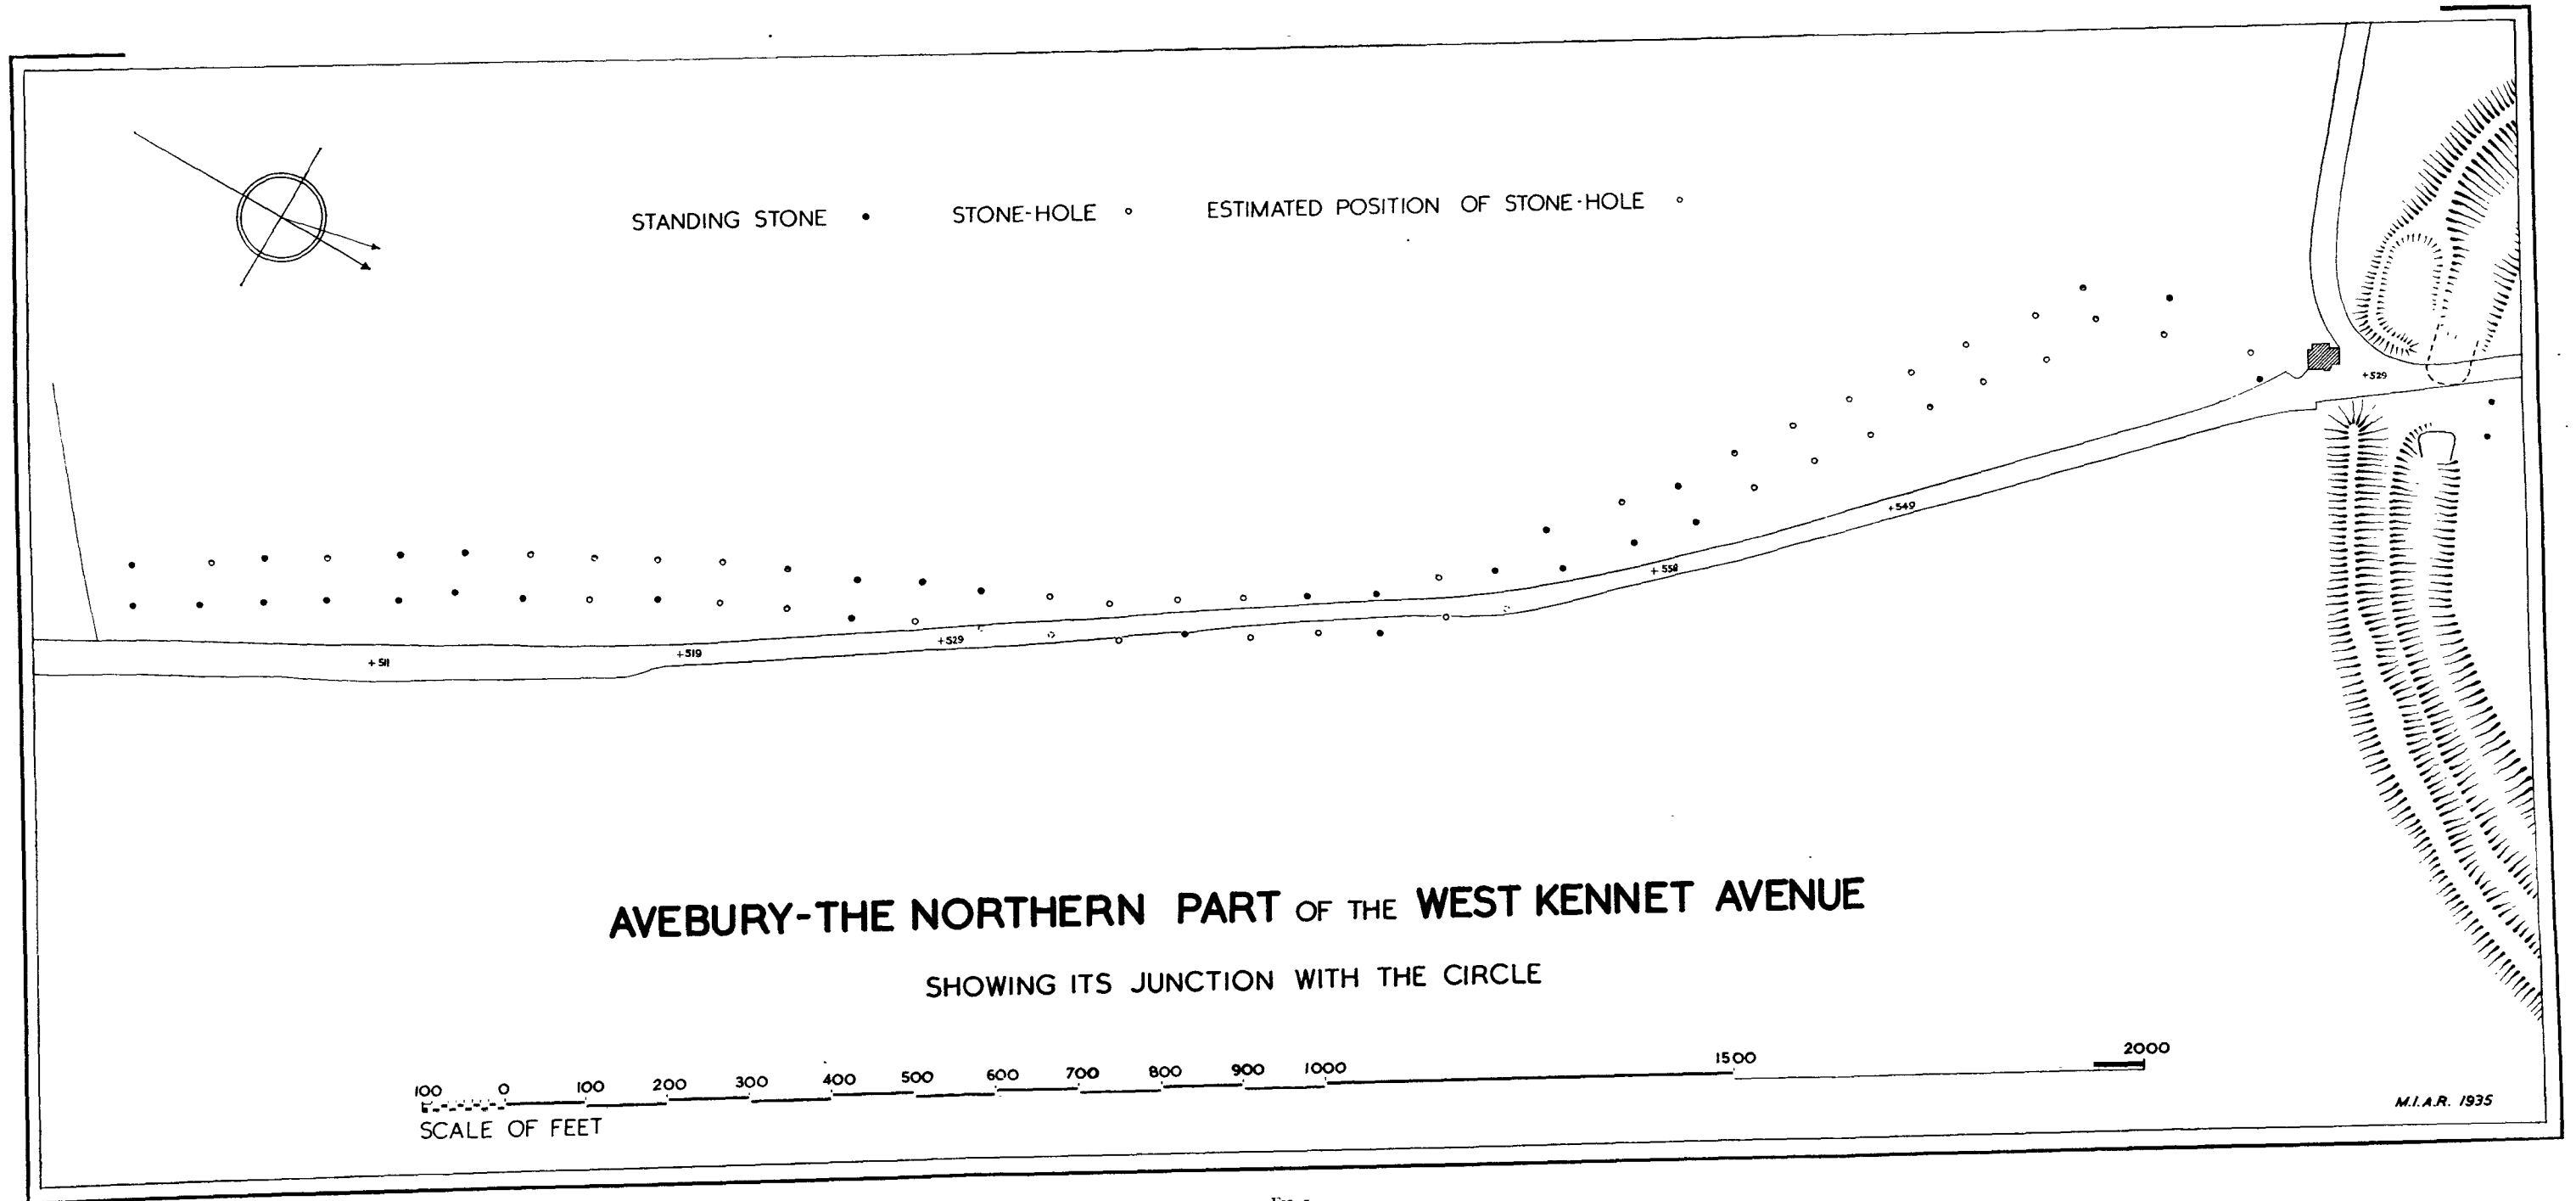 STANDING STONE • STONE-HOLE ○ ESTIMATED POSITION OF STONE-HOLE ○
+529
+549
+558
+529
+519
+511
AVEBURY-THE NORTHERN PART OF THE WEST KENNET AVENUE
SHOWING ITS JUNCTION WITH THE CIRCLE
100 0 100 200 300 400 500 600 700 800 900 1000 1500 2000
SCALE OF FEET
M.I.A.R. 1935